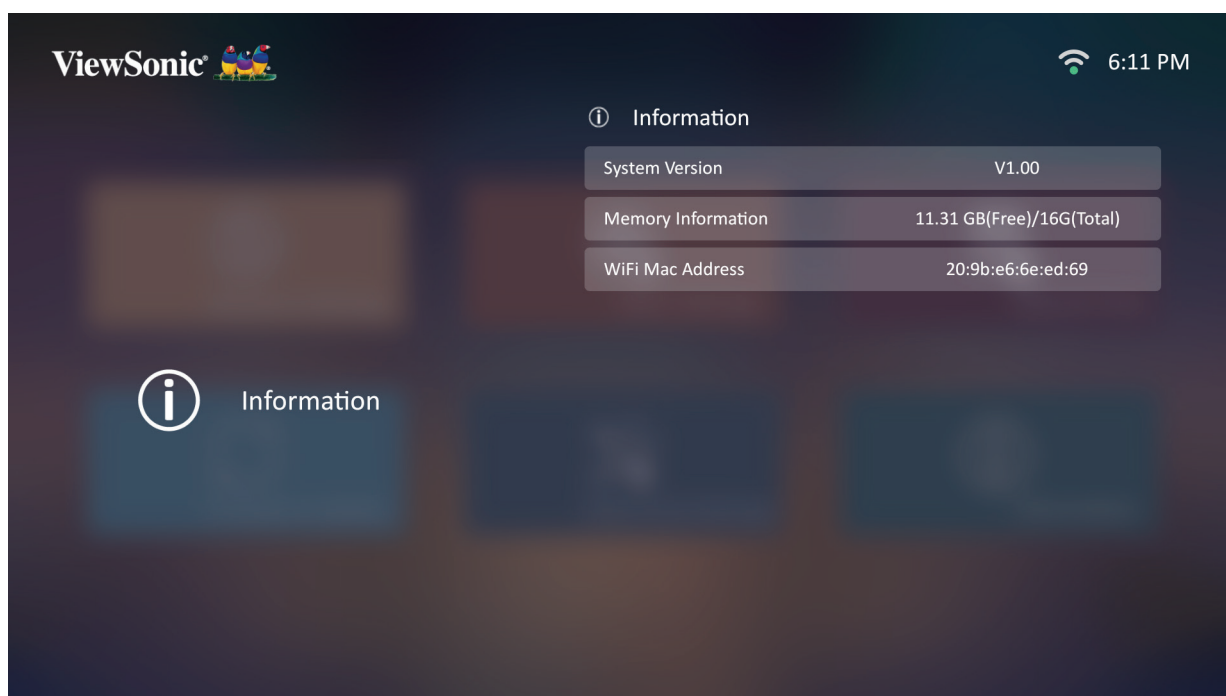 ViewSonic®
6:11 PM
Information
System Version V1.00
Memory Information 11.31 GB(Free)/16G(Total)
WiFi Mac Address 20:9b:e6:6e:ed:69
Information